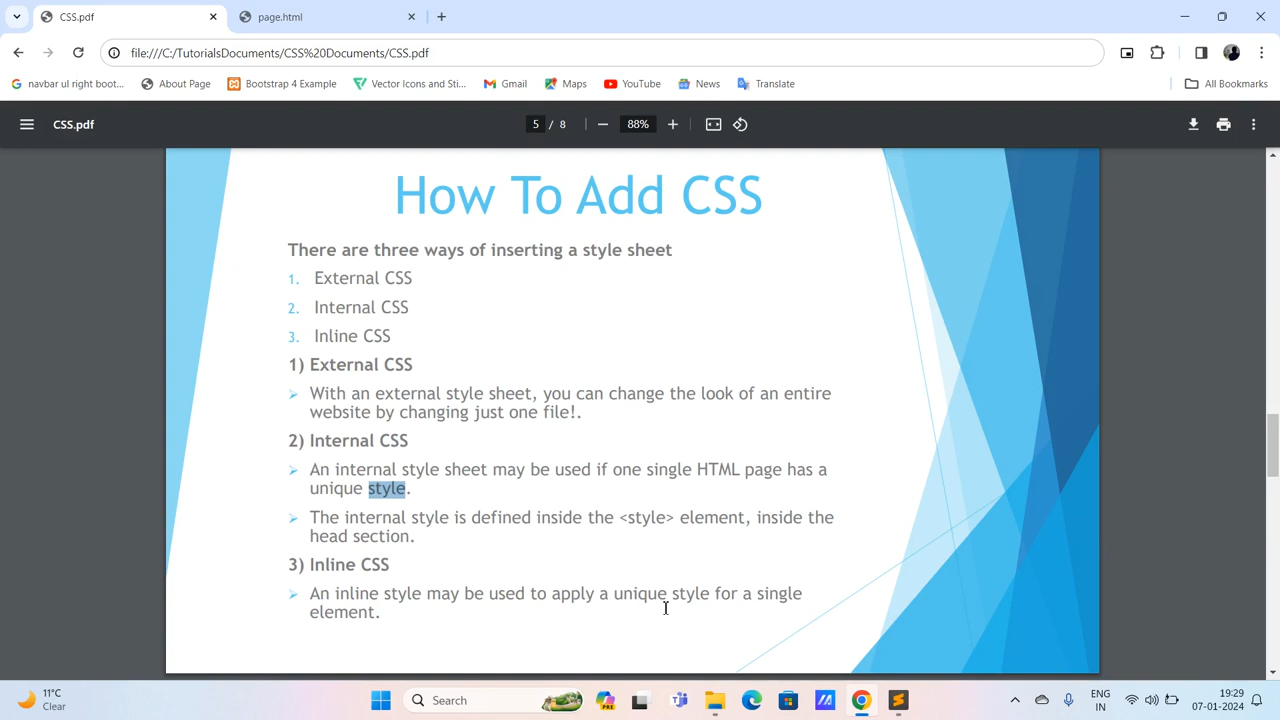 CSS.pdf
page.html
file:///C:/TutorialsDocuments/CSS%20Documents/CSS.pdf
navbar ul right boot... About Page Bootstrap 4 Example Vector Icons and Sti... Gmail Maps YouTube News Translate All Bookmarks
CSS.pdf 5 / 8 88%
How To Add CSS
There are three ways of inserting a style sheet
1. External CSS
2. Internal CSS
3. Inline CSS
1) External CSS
With an external style sheet, you can change the look of an entire
website by changing just one file!.
2) Internal CSS
An internal style sheet may be used if one single HTML page has a
unique style.
The internal style is defined inside the <style> element, inside the
head section.
3) Inline CSS
An inline style may be used to apply a unique style for a single
element.
11°C
Clear
Search
PRE
ENG
IN
19:29
07-01-2024